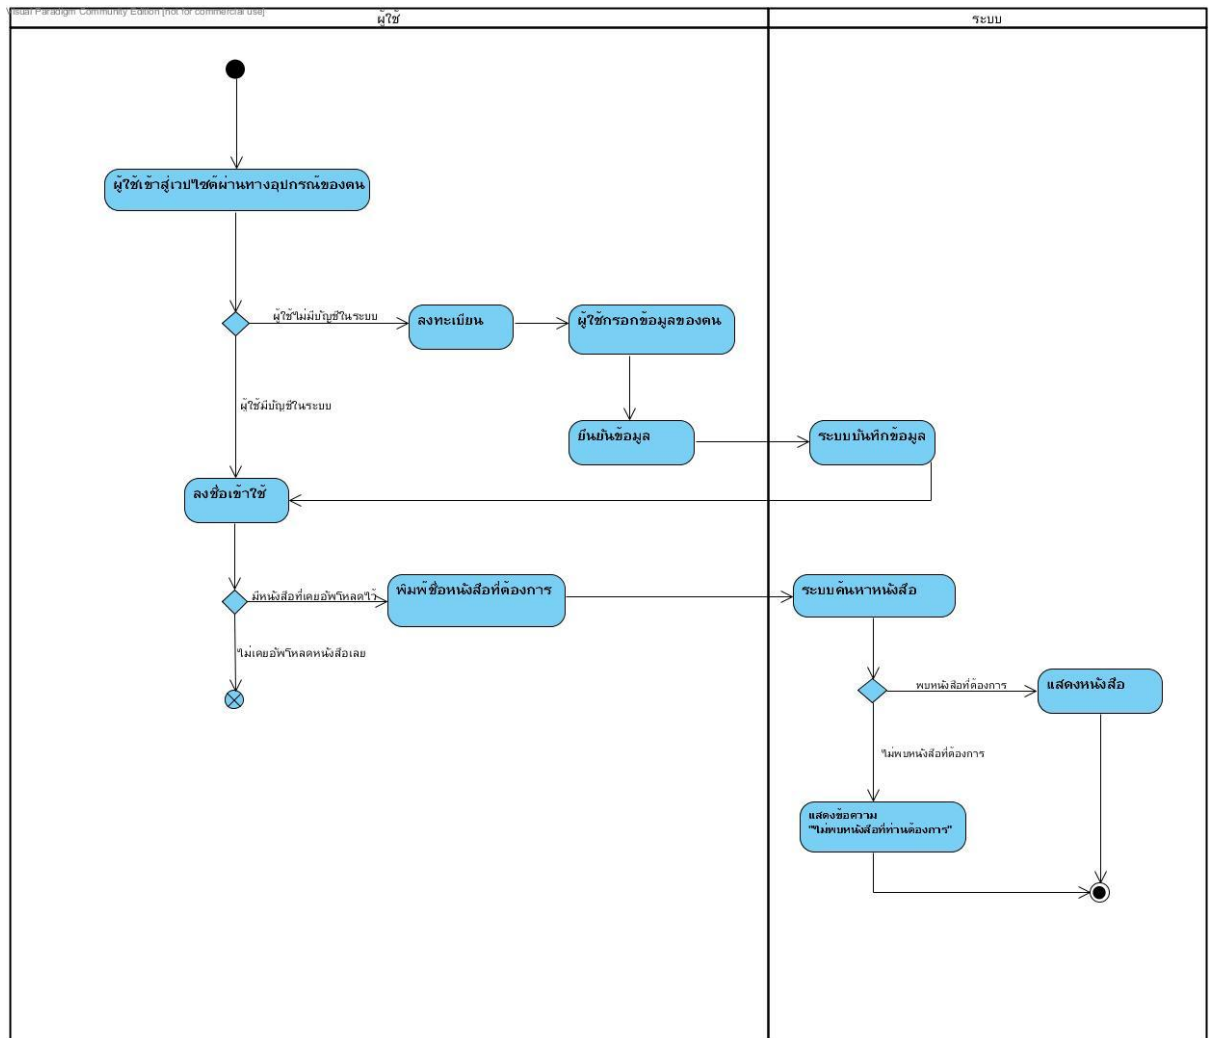 Visual Paradigm Community Edition [not for commercial use]
ผู้ใช้
ระบบ
ผู้ใช้เข้าสู่เวปไซต์ผ่านทางอุปกรณ์ของตน
ผู้ใช้ไม่มีบัญชีในระบบ
ลงทะเบียน
ผู้ใช้กรอกข้อมูลของตน
ผู้ใช้มีบัญชีในระบบ
ยืนยันข้อมูล
ระบบบันทึกข้อมูล
ลงชื่อเข้าใช้
มีหนังสือที่เคยอัพโหลดไว้
พิมพ์ชื่อหนังสือที่ต้องการ
ระบบค้นหาหนังสือ
ไม่เคยอัพโหลดหนังสือเลย
พบหนังสือที่ต้องการ
แสดงหนังสือ
ไม่พบหนังสือที่ต้องการ
แสดงข้อความ
"ไม่พบหนังสือที่ท่านต้องการ"